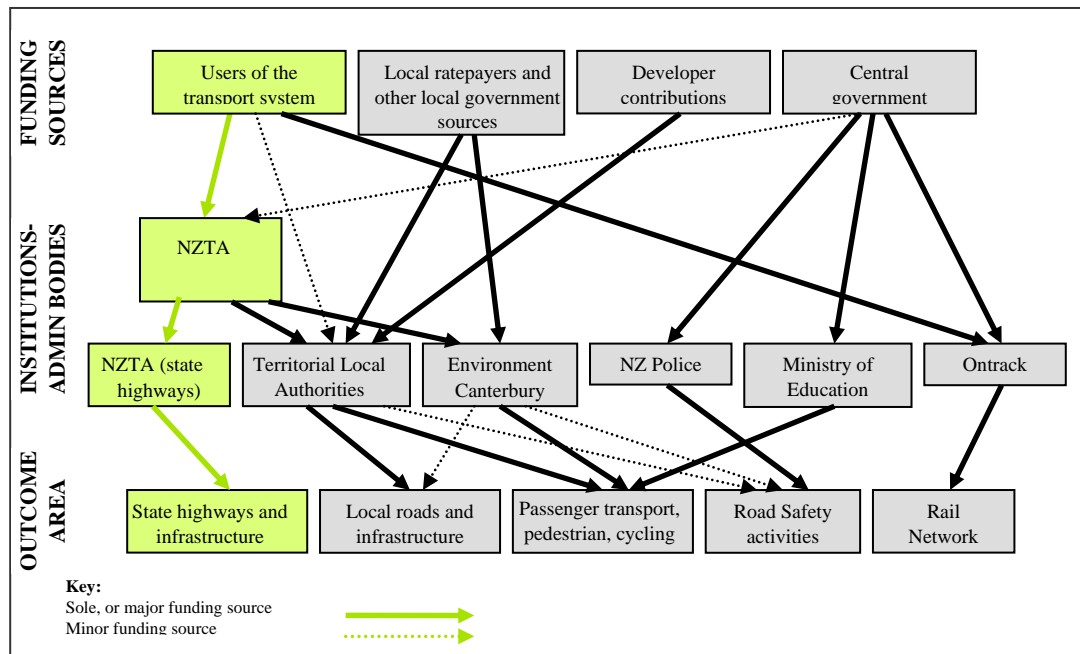 FUNDING
SOURCES
Users of the
transport system
Local ratepayers and
other local government
sources
Developer
contributions
Central
government
INSTITUTIONS-
ADMIN BODIES
NZTA
NZTA (state
highways)
Territorial Local
Authorities
Environment
Canterbury
NZ Police
Ministry of
Education
Ontrack
OUTCOME
AREA
State highways and
infrastructure
Local roads and
infrastructure
Passenger transport,
pedestrian, cycling
Road Safety
activities
Rail
Network
Key:
Sole, or major funding source
Minor funding source